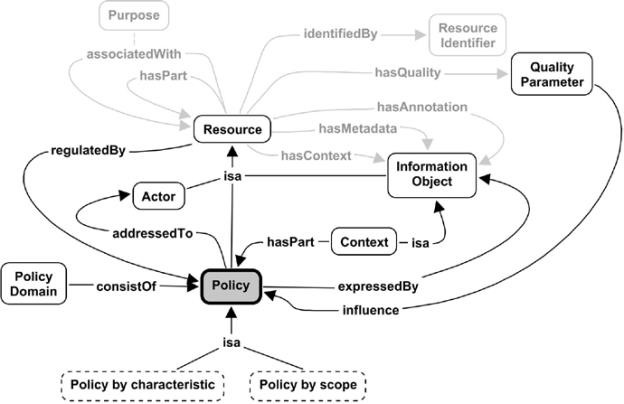 Purpose
identifiedBy
Resource
Identifier
associatedWith
hasPart
hasQuality
Quality
Parameter
hasAnnotation
Resource
hasMetadata
regulatedBy
hasContext
isa
Information
Object
Actor
addressedTo
hasPart
Context
isa
Policy
Domain
consistOf
Policy
expressedBy
influence
isa
Policy by characteristic
Policy by scope